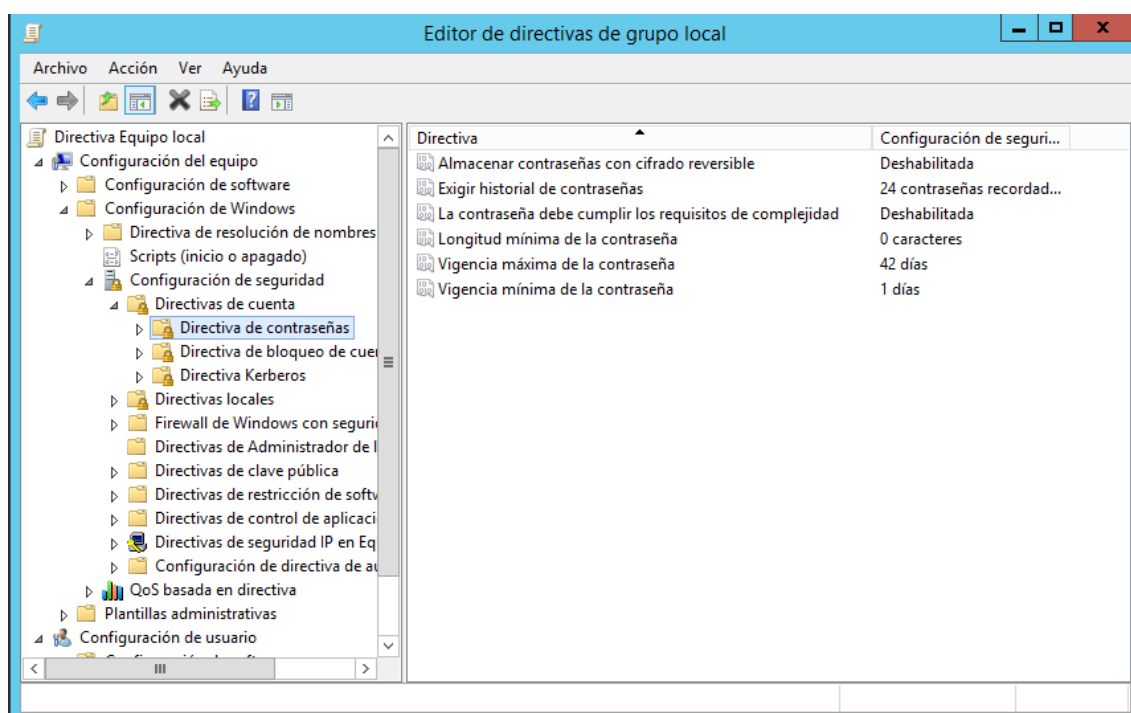 Editor de directivas de grupo local
Archivo Acción Ver Ayuda
Directiva Equipo local
Configuración del equipo
Configuración de software
Configuración de Windows
Directiva de resolución de nombres
Scripts (inicio o apagado)
Configuración de seguridad
Directivas de cuenta
Directiva de contraseñas
Directiva de bloqueo de cuen
Directiva Kerberos
Directivas locales
Firewall de Windows con segurid
Directivas de Administrador de l
Directivas de clave pública
Directivas de restricción de softw
Directivas de control de aplicaci
Directivas de seguridad IP en Eq
Configuración de directiva de au
QoS basada en directiva
Plantillas administrativas
Configuración de usuario
Directiva Configuración de seguri...
Almacenar contraseñas con cifrado reversible Deshabilitada
Exigir historial de contraseñas 24 contraseñas recordad...
La contraseña debe cumplir los requisitos de complejidad Deshabilitada
Longitud mínima de la contraseña 0 caracteres
Vigencia máxima de la contraseña 42 días
Vigencia mínima de la contraseña 1 días